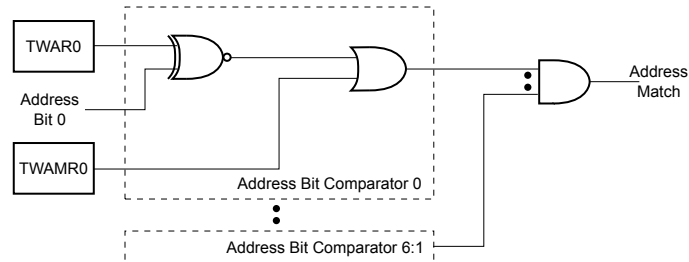 TWAR0
Address
Bit 0
Address
Match
TWAMR0
Address Bit Comparator 0
Address Bit Comparator 6:1